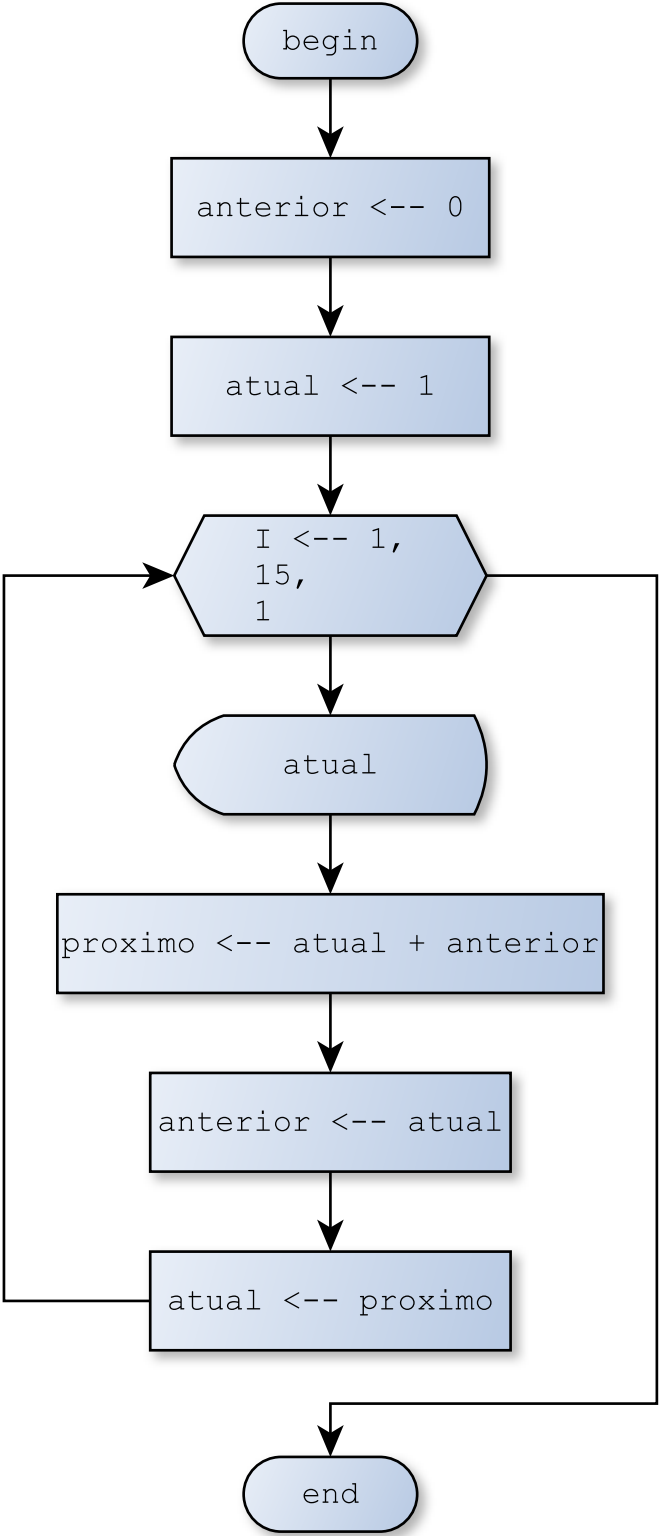 begin
anterior <-- 0
atual <-- 1
I <-- 1,
15,
1
atual
proximo <-- atual + anterior
anterior <-- atual
atual <-- proximo
end